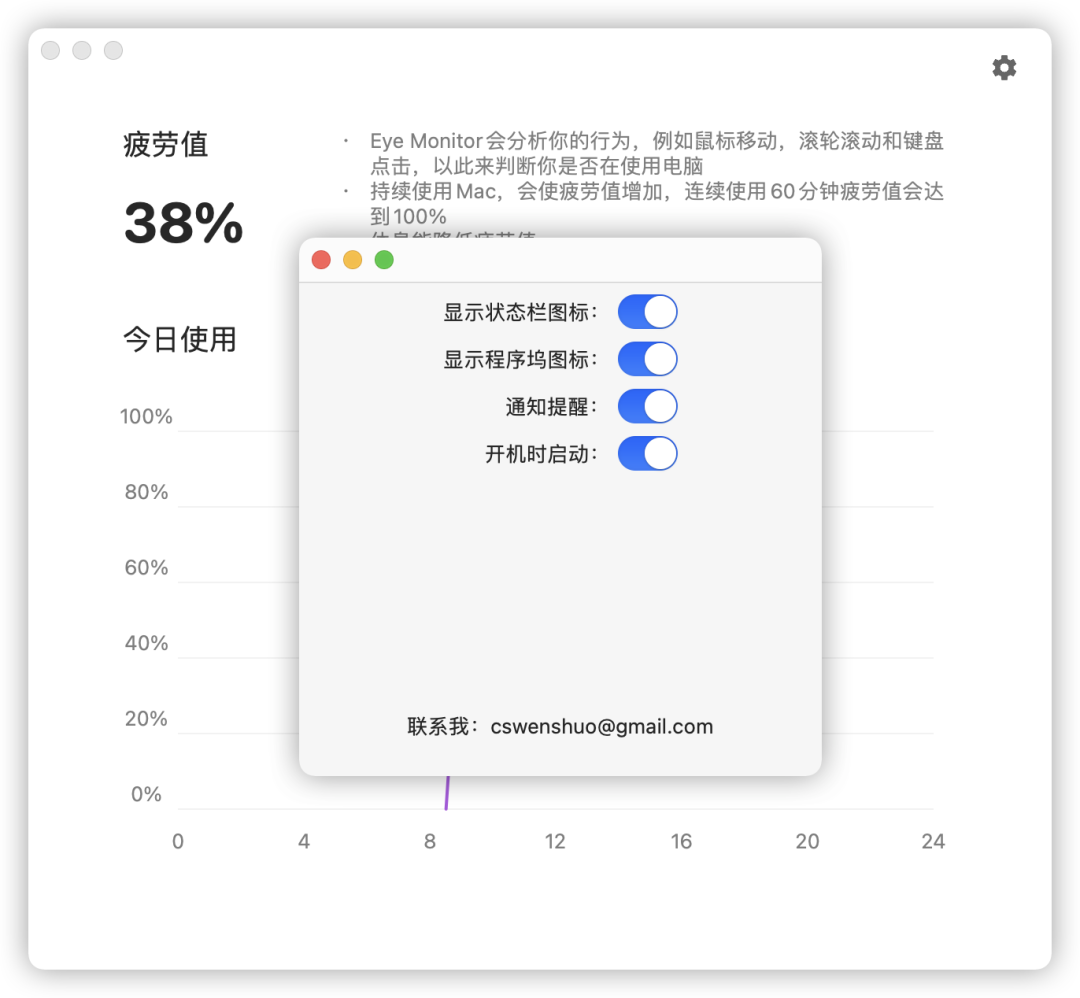 疲劳值
38%
· Eye Monitor会分析你的行为，例如鼠标移动，滚轮滚动和键盘
点击，以此来判断你是否在使用电脑
· 持续使用Mac，会使疲劳值增加，连续使用60分钟疲劳值会达
到100%
显示状态栏图标：
显示程序坞图标：
通知提醒：
开机时启动：
联系我：cswenshuo@gmail.com
今日使用
100%
80%
60%
40%
20%
0%
0 4 8 12 16 20 24